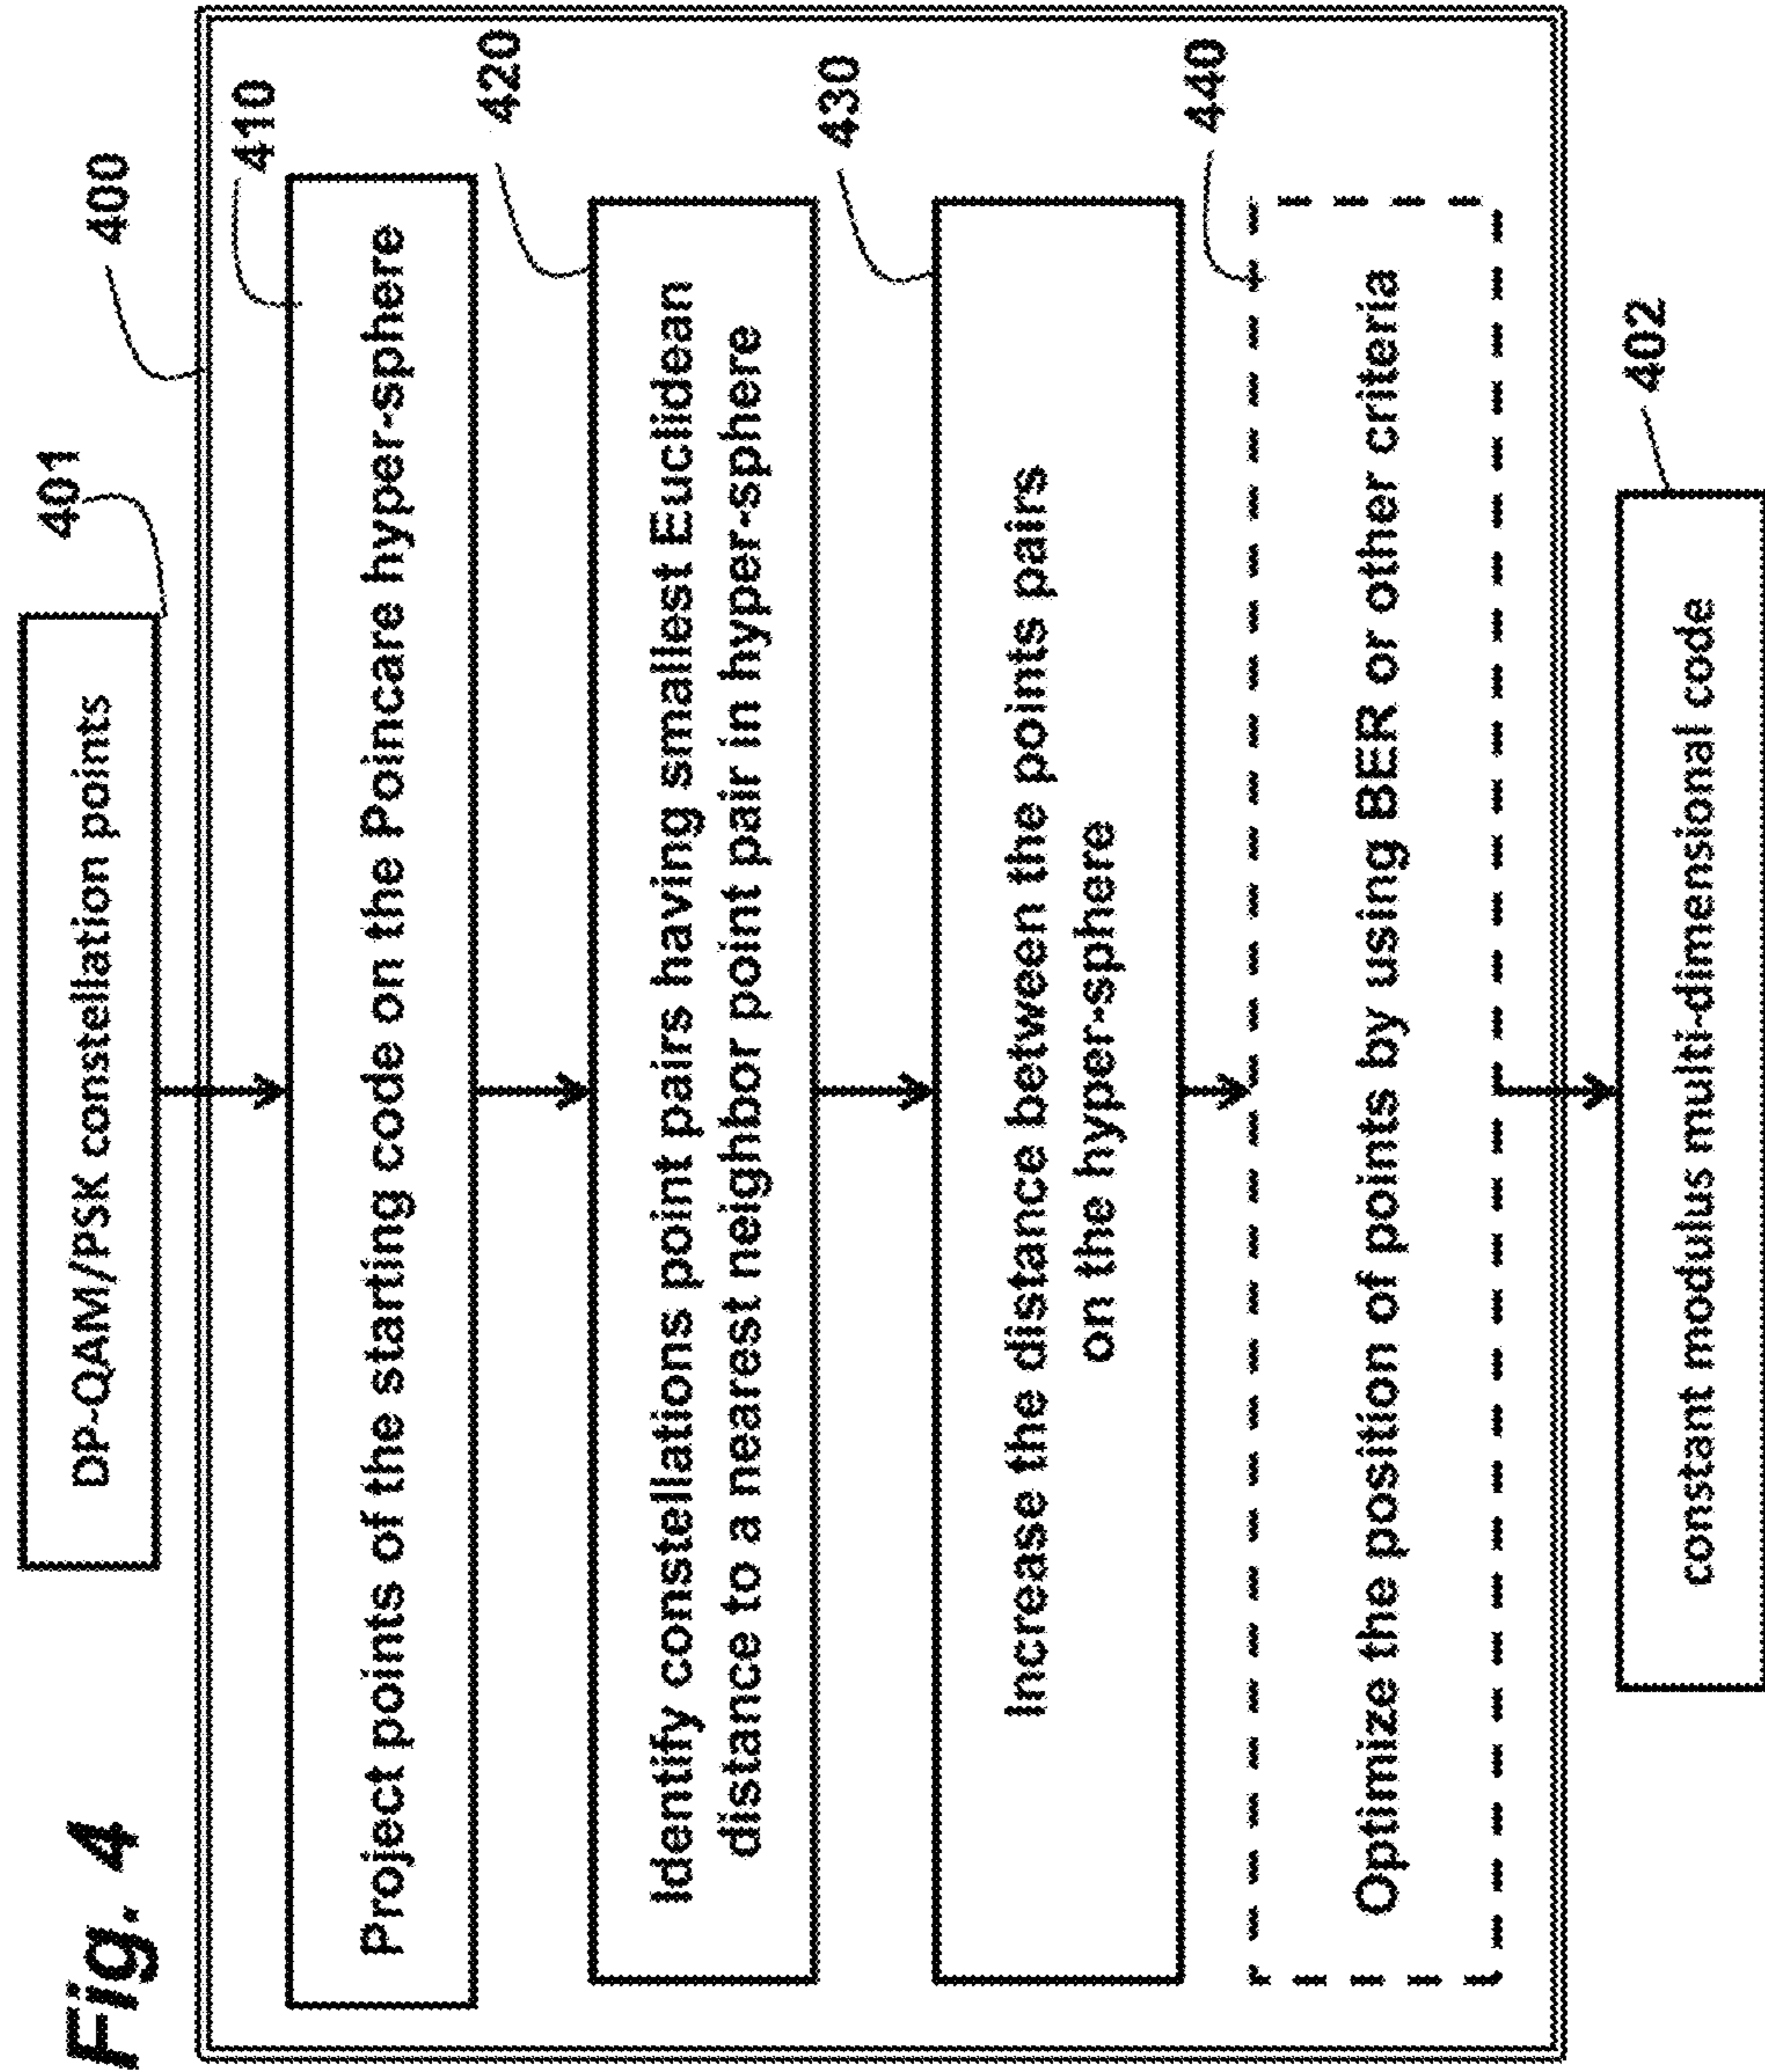 Fig. 4
401
DP-QAM/PSK constellation points
400
410
Project points of the starting code on the Poincare hyper-sphere
420
Identify constellations point pairs having smallest Euclidean
distance to a nearest neighbor point pair in hyper-sphere
430
Increase the distance between the points pairs
on the hyper-sphere
440
Optimize the position of points by using BER or other criteria
402
constant modulus multi-dimensional code